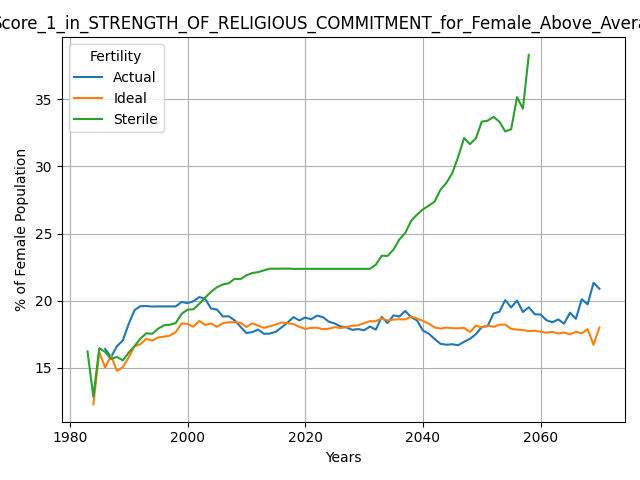 Score_1_in_STRENGTH_OF_RELIGIOUS_COMMITMENT_for_Female_Above_Avera
Fertility
Actual
Ideal
Sterile
% of Female Population
35
30
25
20
15
1980
2000
2020
2040
2060
Years